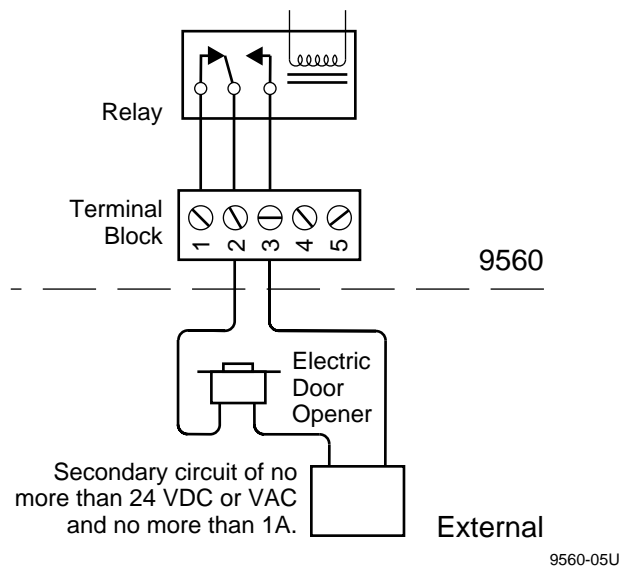 Relay
Terminal
Block
1 2 3 4 5
9560
Electric
Door
Opener
Secondary circuit of no
more than 24 VDC or VAC
and no more than 1A.
External
9560-05U